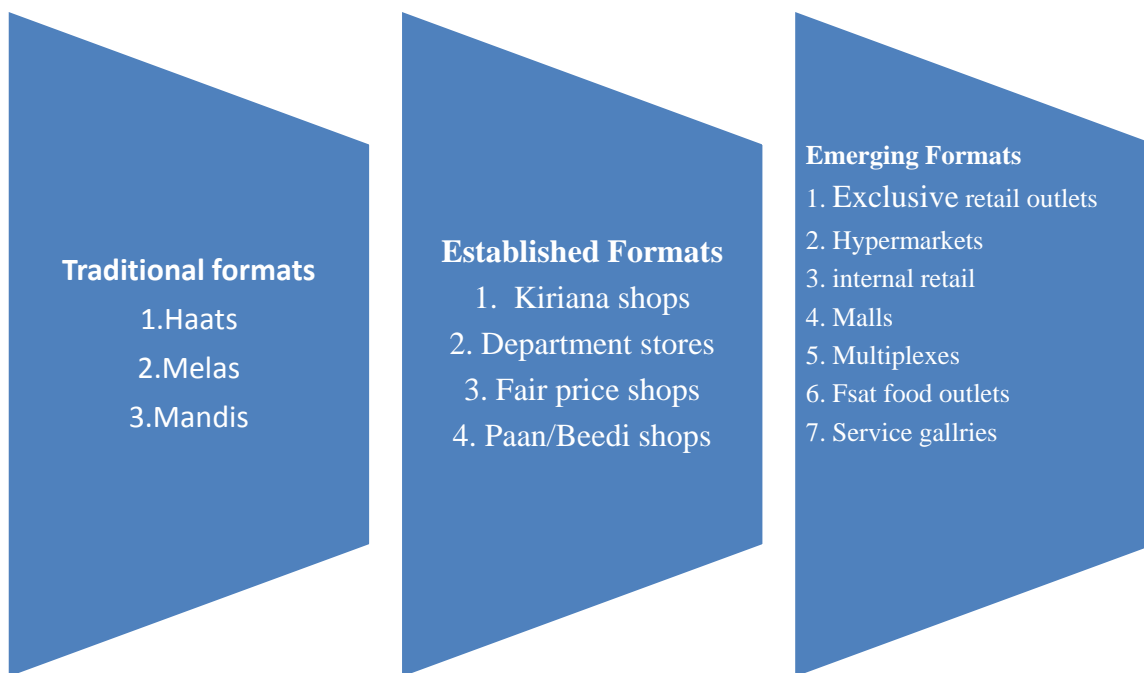 Traditional formats
1.Haats
2.Melas
3.Mandis
Established Formats
1. Kiriana shops
2. Department stores
3. Fair price shops
4. Paan/Beedi shops
Emerging Formats
1. Exclusive retail outlets
2. Hypermarkets
3. internal retail
4. Malls
5. Multiplexes
6. Fsat food outlets
7. Service gallries